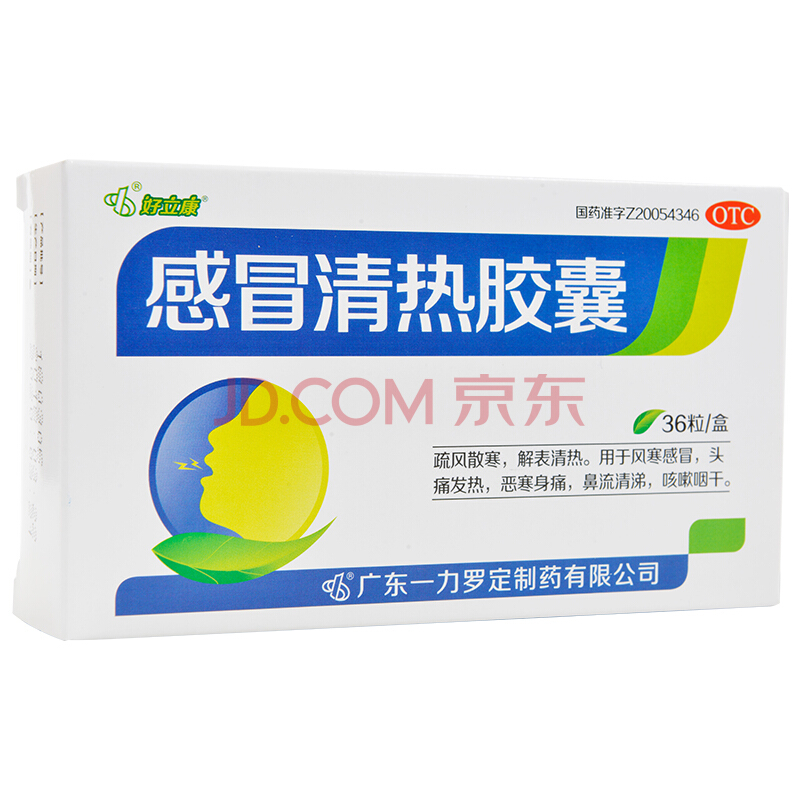 好立康®
国药准字Z20054346 OTC
感冒清热胶囊
JD.COM 京东
36粒/盒
疏风散寒，解表清热。用于风寒感冒，头
痛发热，恶寒身痛，鼻流清涕，咳嗽咽干。
®广东一力罗定制药有限公司